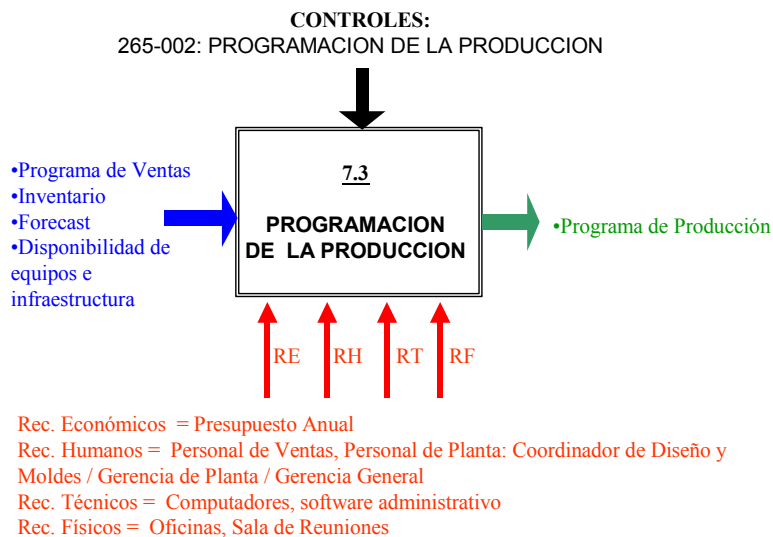 CONTROLES:
265-002: PROGRAMACION DE LA PRODUCCION
•Programa de Ventas
•Inventario
•Forecast
•Disponibilidad de
equipos e
infraestructura
7.3
PROGRAMACION
DE LA PRODUCCION
•Programa de Producción
RE RH RT RF
Rec. Económicos = Presupuesto Anual
Rec. Humanos = Personal de Ventas, Personal de Planta: Coordinador de Diseño y
Moldes / Gerencia de Planta / Gerencia General
Rec. Técnicos = Computadores, software administrativo
Rec. Físicos = Oficinas, Sala de Reuniones